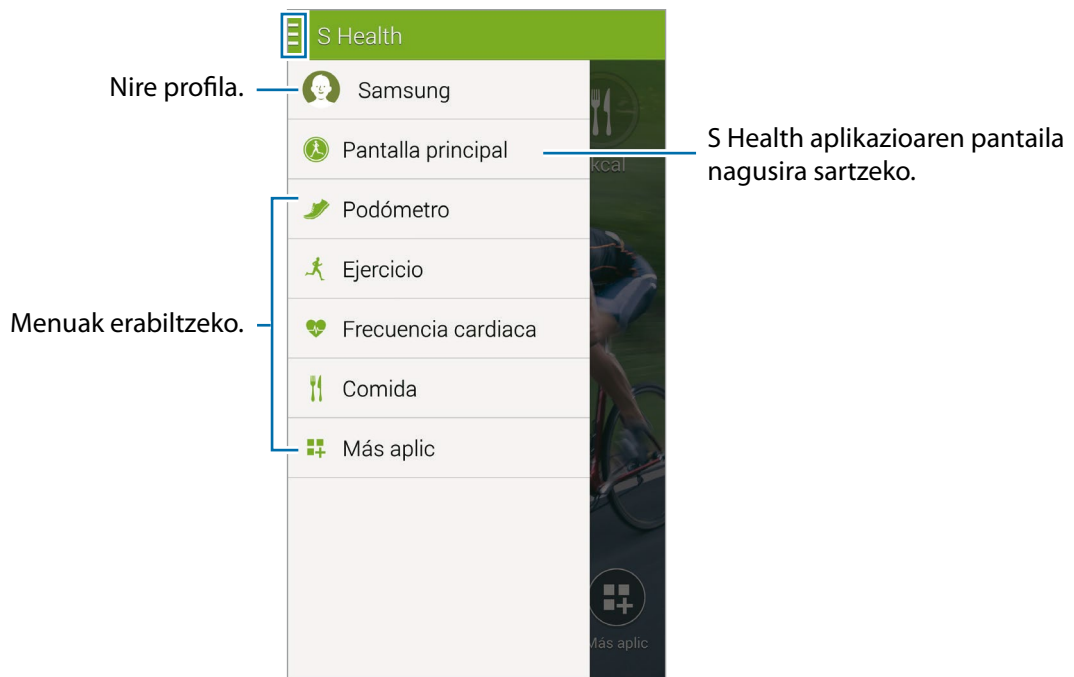 S Health
Nire profila.
Samsung
Pantalla principal
S Health aplikazioaren pantaila
nagusira sartzeko.
kcal
Podómetro
Ejercicio
Menuak erabiltzeko.
Frecuencia cardiaca
Comida
Más aplic
Más aplic